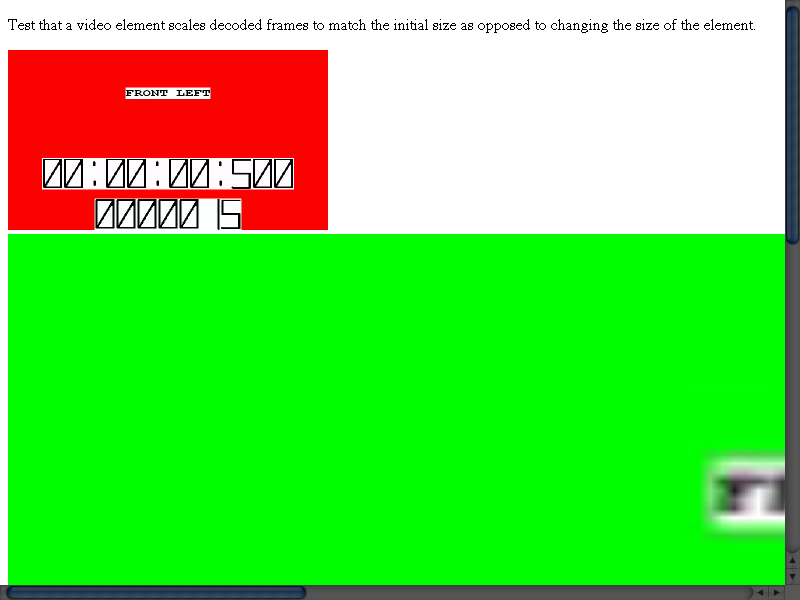 Test that a video element scales decoded frames to match the initial size as opposed to changing the size of the element.
FRONT LEFT
00:00:00:500
00000 15